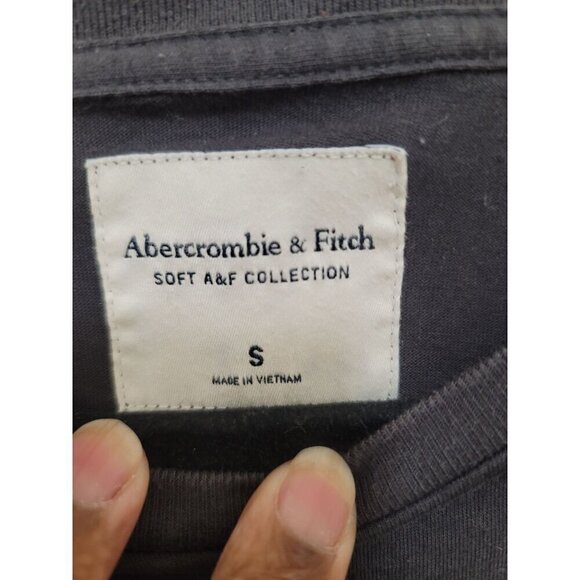 Abercrombie & Fitch
SOFT A&F COLLECTION
S
MADE IN VIETNAM